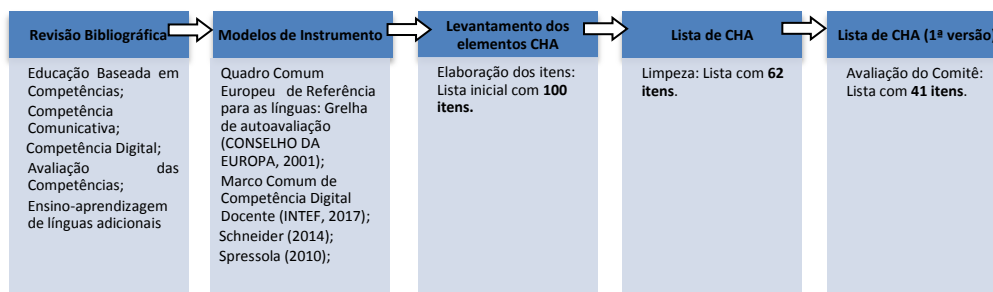 Revisão Bibliográfica
Educação Baseada em
Competências;
Competência
Comunicativa;
Competência Digital;
Avaliação das
Competências;
Ensino-aprendizagem
de línguas adicionais
Modelos de Instrumento
Quadro Comum
Europeu de Referência
para as línguas: Grelha
de autoavaliação
(CONSELHO DA
EUROPA, 2001);
Marco Comum de
Competência Digital
Docente (INTEF, 2017);
Schneider (2014);
Spressola (2010);
Levantamento dos
elementos CHA
Elaboração dos itens:
Lista inicial com 100
itens.
Lista de CHA
Limpeza: Lista com 62
itens.
Lista de CHA (1ª versão)
Avaliação do Comitê:
Lista com 41 itens.